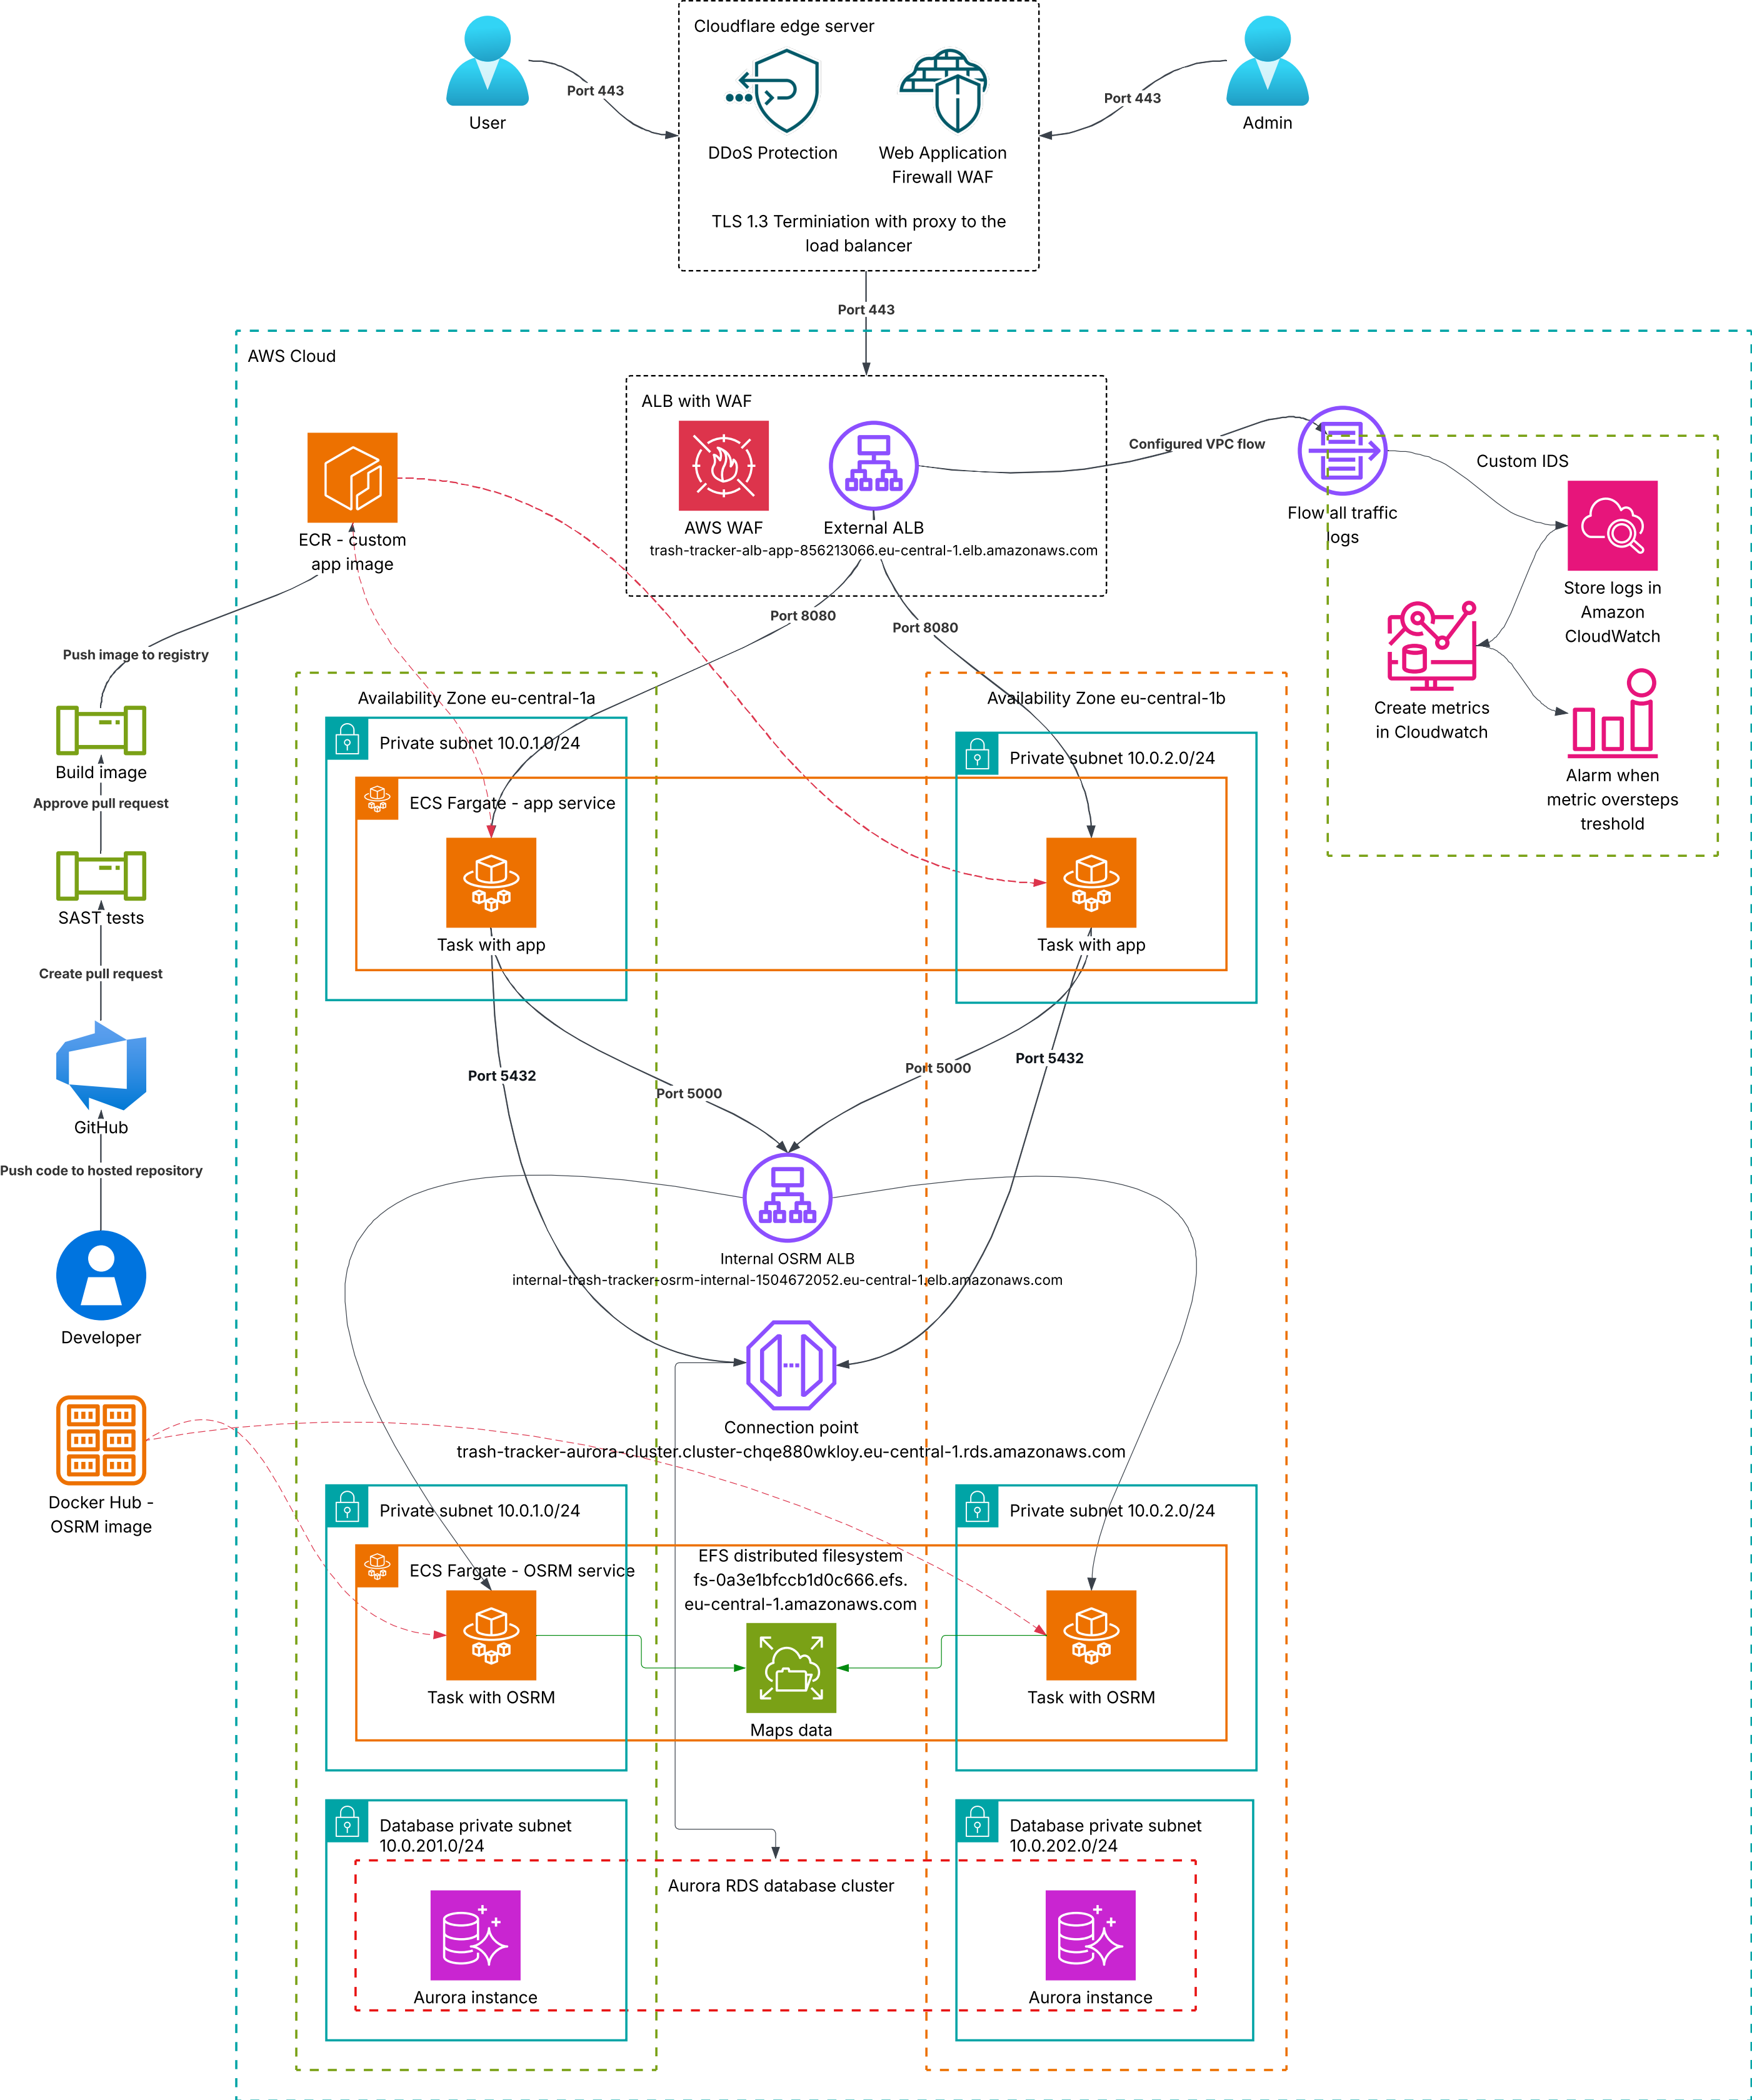 Cloudflare edge server
Port 443
Port 443
User
DDoS Protection
Web Application
Firewall WAF
Admin
TLS 1.3 Terminiation with proxy to the
load balancer
Port 443
AWS Cloud
ALB with WAF
Configured VPC flow
Custom IDS
AWS WAF
External ALB
trash-tracker-alb-app-856213066.eu-central-1.elb.amazonaws.com
Flow all traffic
logs
ECR - custom
app image
Store logs in
Amazon
CloudWatch
Port 8080
Port 8080
Push image to registry
Create metrics
in Cloudwatch
Availability Zone eu-central-1a
Availability Zone eu-central-1b
Private subnet 10.0.1.0/24
Private subnet 10.0.2.0/24
Build image
Alarm when
metric oversteps
treshold
Approve pull request
ECS Fargate - app service
SAST tests
Task with app
Task with app
Create pull request
Port 5432
Port 5000
Port 5000
Port 5432
GitHub
Push code to hosted repository
Internal OSRM ALB
internal-trash-tracker-osrm-internal-1504672052.eu-central-1.elb.amazonaws.com
Developer
Connection point
trash-tracker-aurora-cluster.cluster-chqe880wkloy.eu-central-1.rds.amazonaws.com
Docker Hub -
OSRM image
Private subnet 10.0.1.0/24
Private subnet 10.0.2.0/24
ECS Fargate - OSRM service
EFS distributed filesystem
fs-0a3e1bfccb1d0c666.efs.
eu-central-1.amazonaws.com
Task with OSRM
Maps data
Task with OSRM
Database private subnet
10.0.201.0/24
Database private subnet
10.0.202.0/24
Aurora RDS database cluster
Aurora instance
Aurora instance